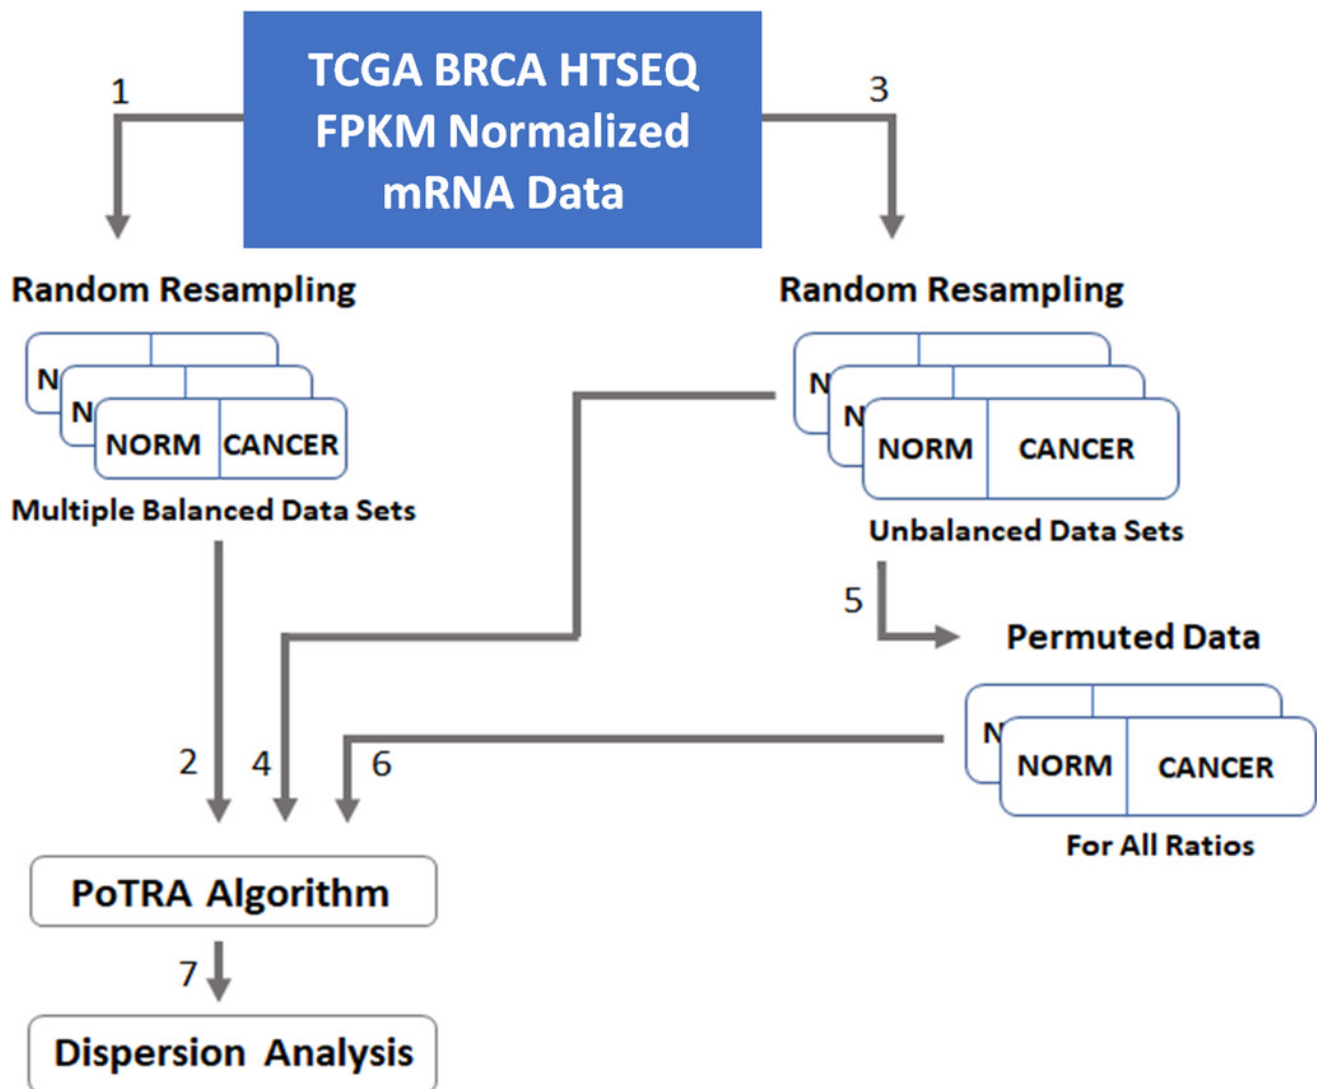 TCGA BRCA HTSEQ
FPKM Normalized
mRNA Data
1
3
Random Resampling
N
N
NORM CANCER
Multiple Balanced Data Sets
Random Resampling
N
N
NORM CANCER
Unbalanced Data Sets
5
Permuted Data
N
NORM CANCER
For All Ratios
2
4
6
PoTRA Algorithm
7
Dispersion Analysis